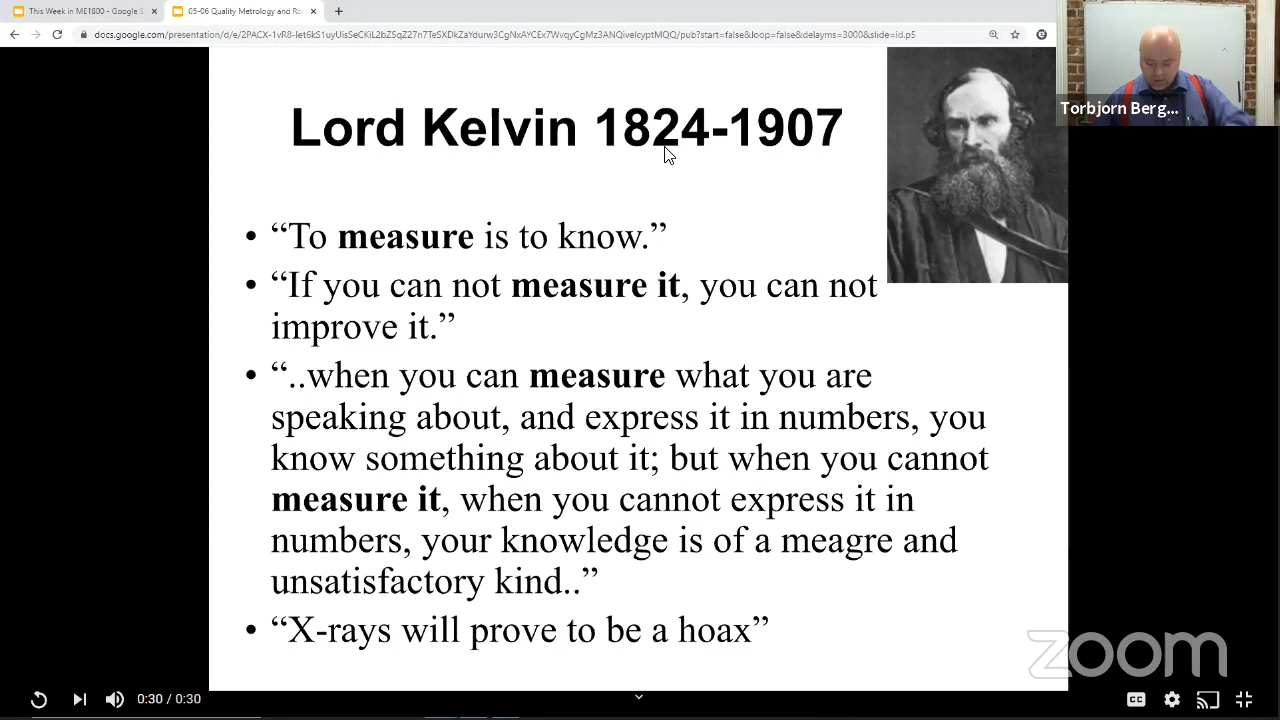 This Week in ME1800 - Google S
05-06 Quality Metrology and Rou
Lord Kelvin 1824-1907
Torbjorn Berg...
• “To measure is to know.”
• “If you can not measure it, you can not
improve it.”
• “..when you can measure what you are
speaking about, and express it in numbers, you
know something about it; but when you cannot
measure it, when you cannot express it in
numbers, your knowledge is of a meagre and
unsatisfactory kind..”
• “X-rays will prove to be a hoax”
zoom
0:30 / 0:30
CC